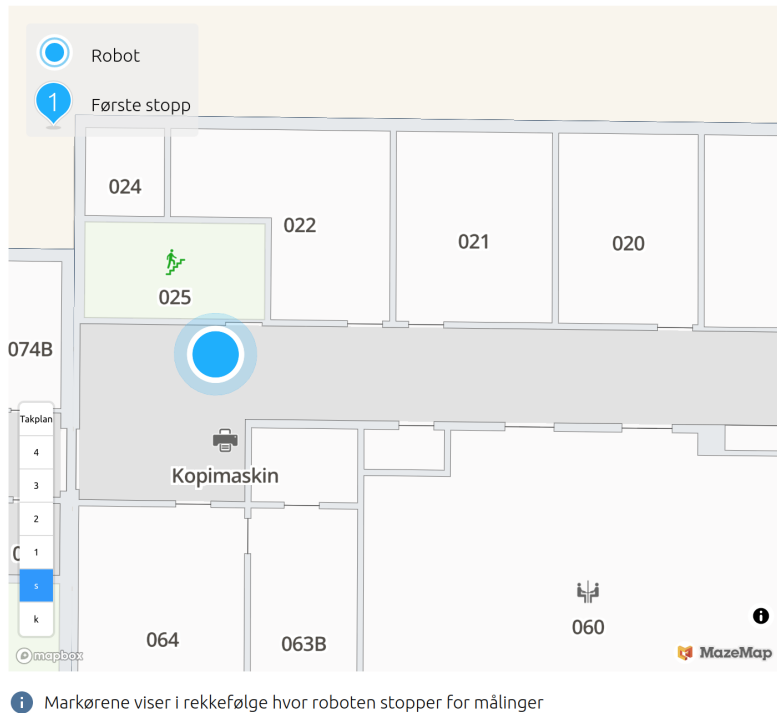 Robot
1 Første stopp
024
022
021
020
025
074B
Takplan
4
3
2
1
s
k
Kopimaskin
0
064
063B
060
mapbox
MazeMap
Markørene viser i rekkefølge hvor roboten stopper for målinger